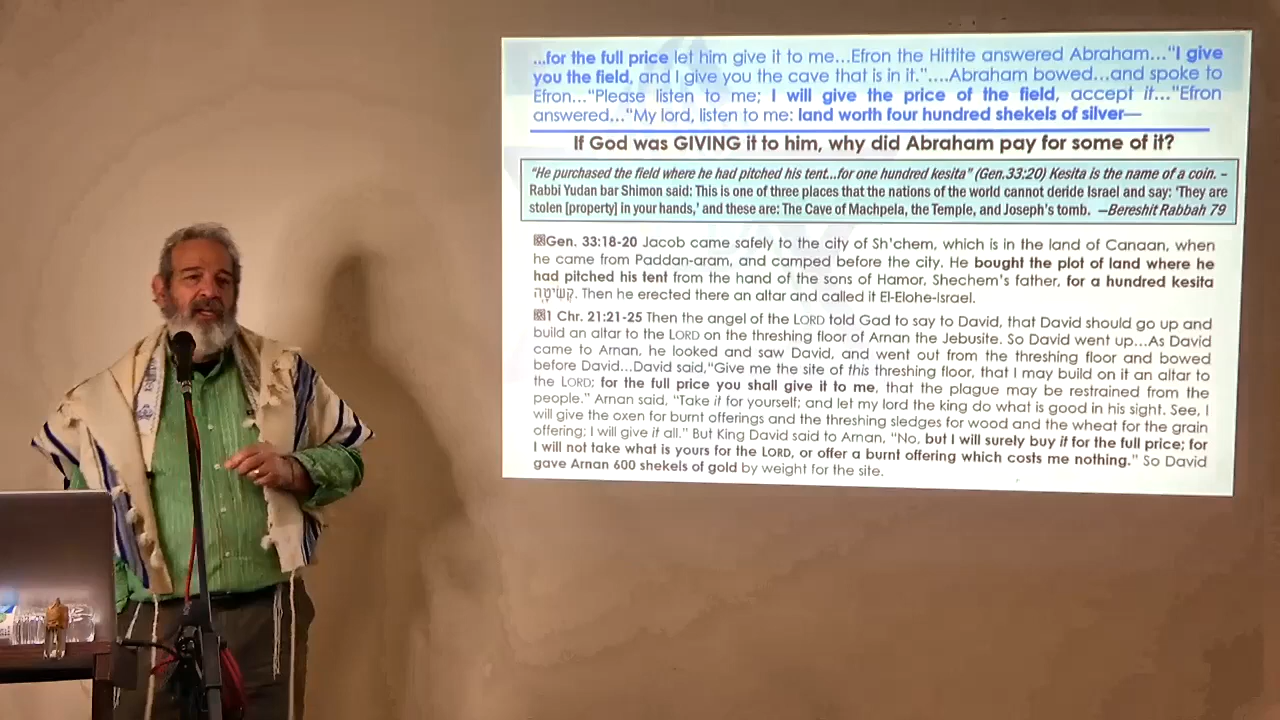 ...for the full price let him give it to me...Efron the Hittite answered Abraham..."I give
you the field, and I give you the cave that is in it."....Abraham bowed...and spoke to
Efron..."Please listen to me; I will give the price of the field, accept it..."Efron
answered..."My lord, listen to me: land worth four hundred shekels of silver—
If God was GIVING it to him, why did Abraham pay for some of it?
"He purchased the field where he had pitched his tent...for one hundred kesita" (Gen.33:20) Kesita is the name of a coin. –
Rabbi Yudan bar Shimon said: This is one of three places that the nations of the world cannot deride Israel and say: 'They are
stolen [property] in your hands,' and these are: The Cave of Machpela, the Temple, and Joseph's tomb. —Bereshit Rabbah 79
Gen. 33:18-20 Jacob came safely to the city of Sh'chem, which is in the land of Canaan, when
he came from Paddan-aram, and camped before the city. He bought the plot of land where he
had pitched his tent from the hand of the sons of Hamor, Shechem's father, for a hundred kesita
קְשִׂיטָה. Then he erected there an altar and called it El-Elohe-Israel.
1 Chr. 21:21-25 Then the angel of the LORD told Gad to say to David, that David should go up and
build an altar to the LORD on the threshing floor of Arnan the Jebusite. So David went up...As David
came to Arnan, he looked and saw David, and went out from the threshing floor and bowed
before David...David said,"Give me the site of this threshing floor, that I may build on it an altar to
the LORD; for the full price you shall give it to me, that the plague may be restrained from the
people." Arnan said, "Take it for yourself; and let my lord the king do what is good in his sight. See, I
will give the oxen for burnt offerings and the threshing sledges for wood and the wheat for the grain
offering; I will give it all." But King David said to Arnan, "No, but I will surely buy it for the full price; for
I will not take what is yours for the LORD, or offer a burnt offering which costs me nothing." So David
gave Arnan 600 shekels of gold by weight for the site.